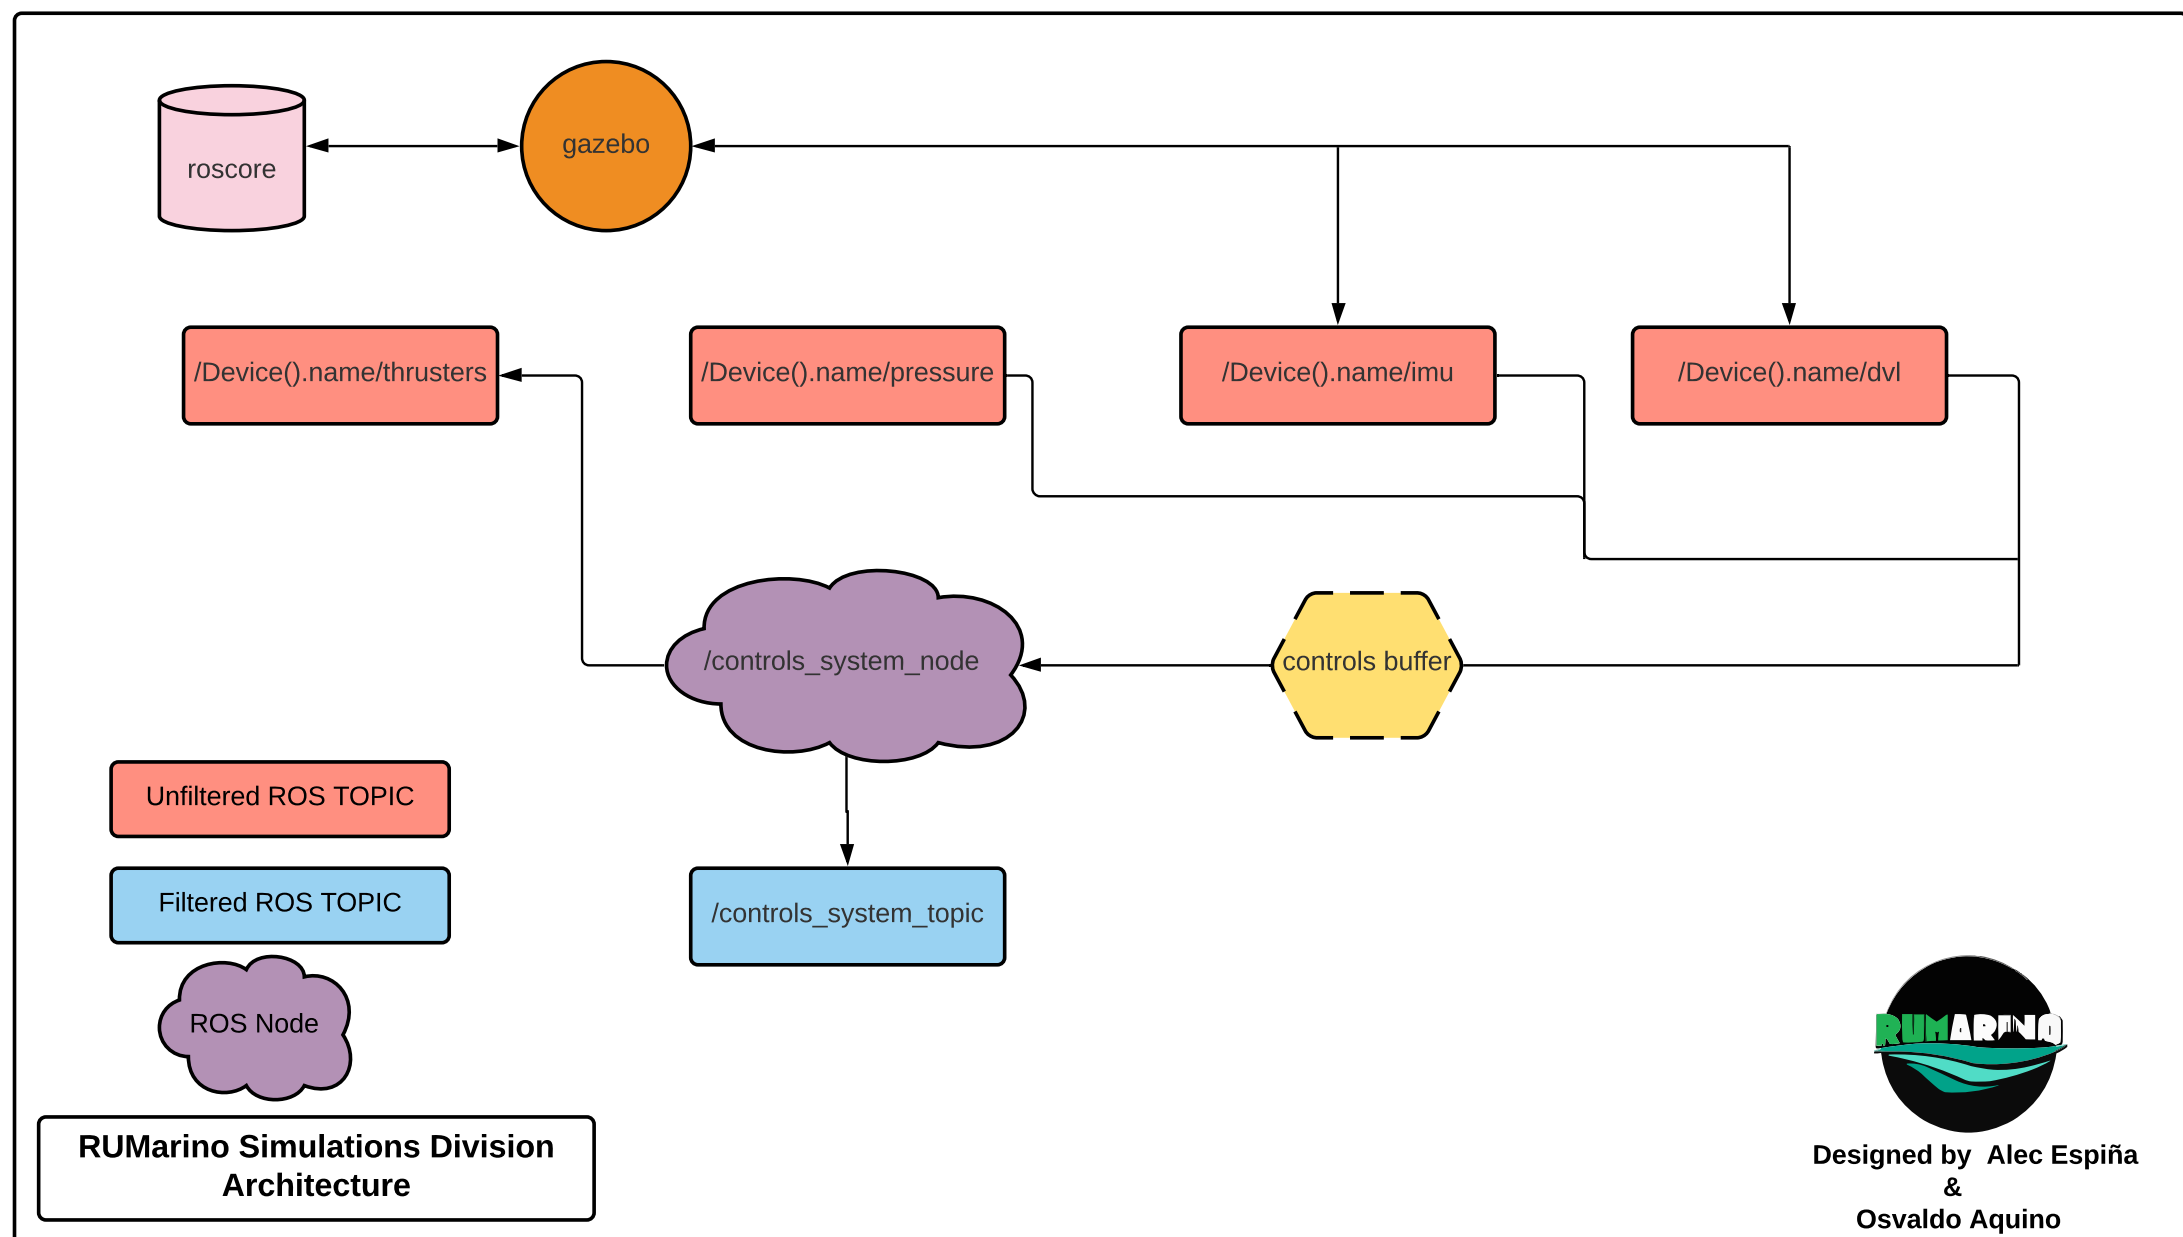 roscore
gazebo
/Device().name/thrusters
/Device().name/pressure
/Device().name/imu
/Device().name/dvl
/controls_system_node
controls buffer
Unfiltered ROS TOPIC
Filtered ROS TOPIC
/controls_system_topic
ROS Node
RUMARINO
RUMarino Simulations Division
Architecture
Designed by  Alec Espiña
&
Osvaldo Aquino